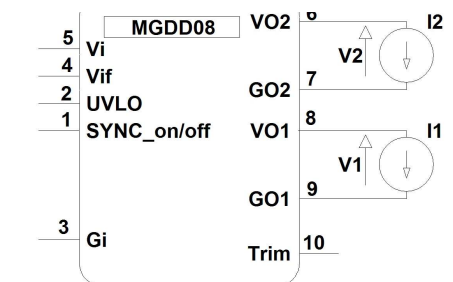 MGDD08
5 Vi
4 Vif
2 UVLO
1 SYNC_on/off
3 Gi
VO2 6 I2
V2
GO2 7
VO1 8 I1
V1
GO1 9
Trim 10